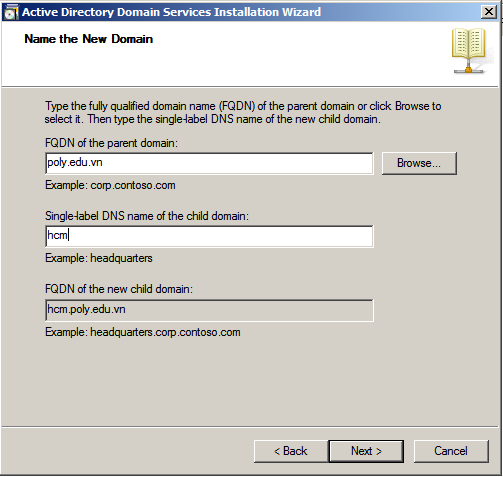 Active Directory Domain Services Installation Wizard
Name the New Domain
Type the fully qualified domain name (FQDN) of the parent domain or click Browse to
select it. Then type the single-label DNS name of the new child domain.
FQDN of the parent domain:
poly.edu.vn
Browse...
Example: corp.contoso.com
Single-label DNS name of the child domain:
hcm
Example: headquarters
FQDN of the new child domain:
hcm.poly.edu.vn
Example: headquarters.corp.contoso.com
< Back
Next >
Cancel